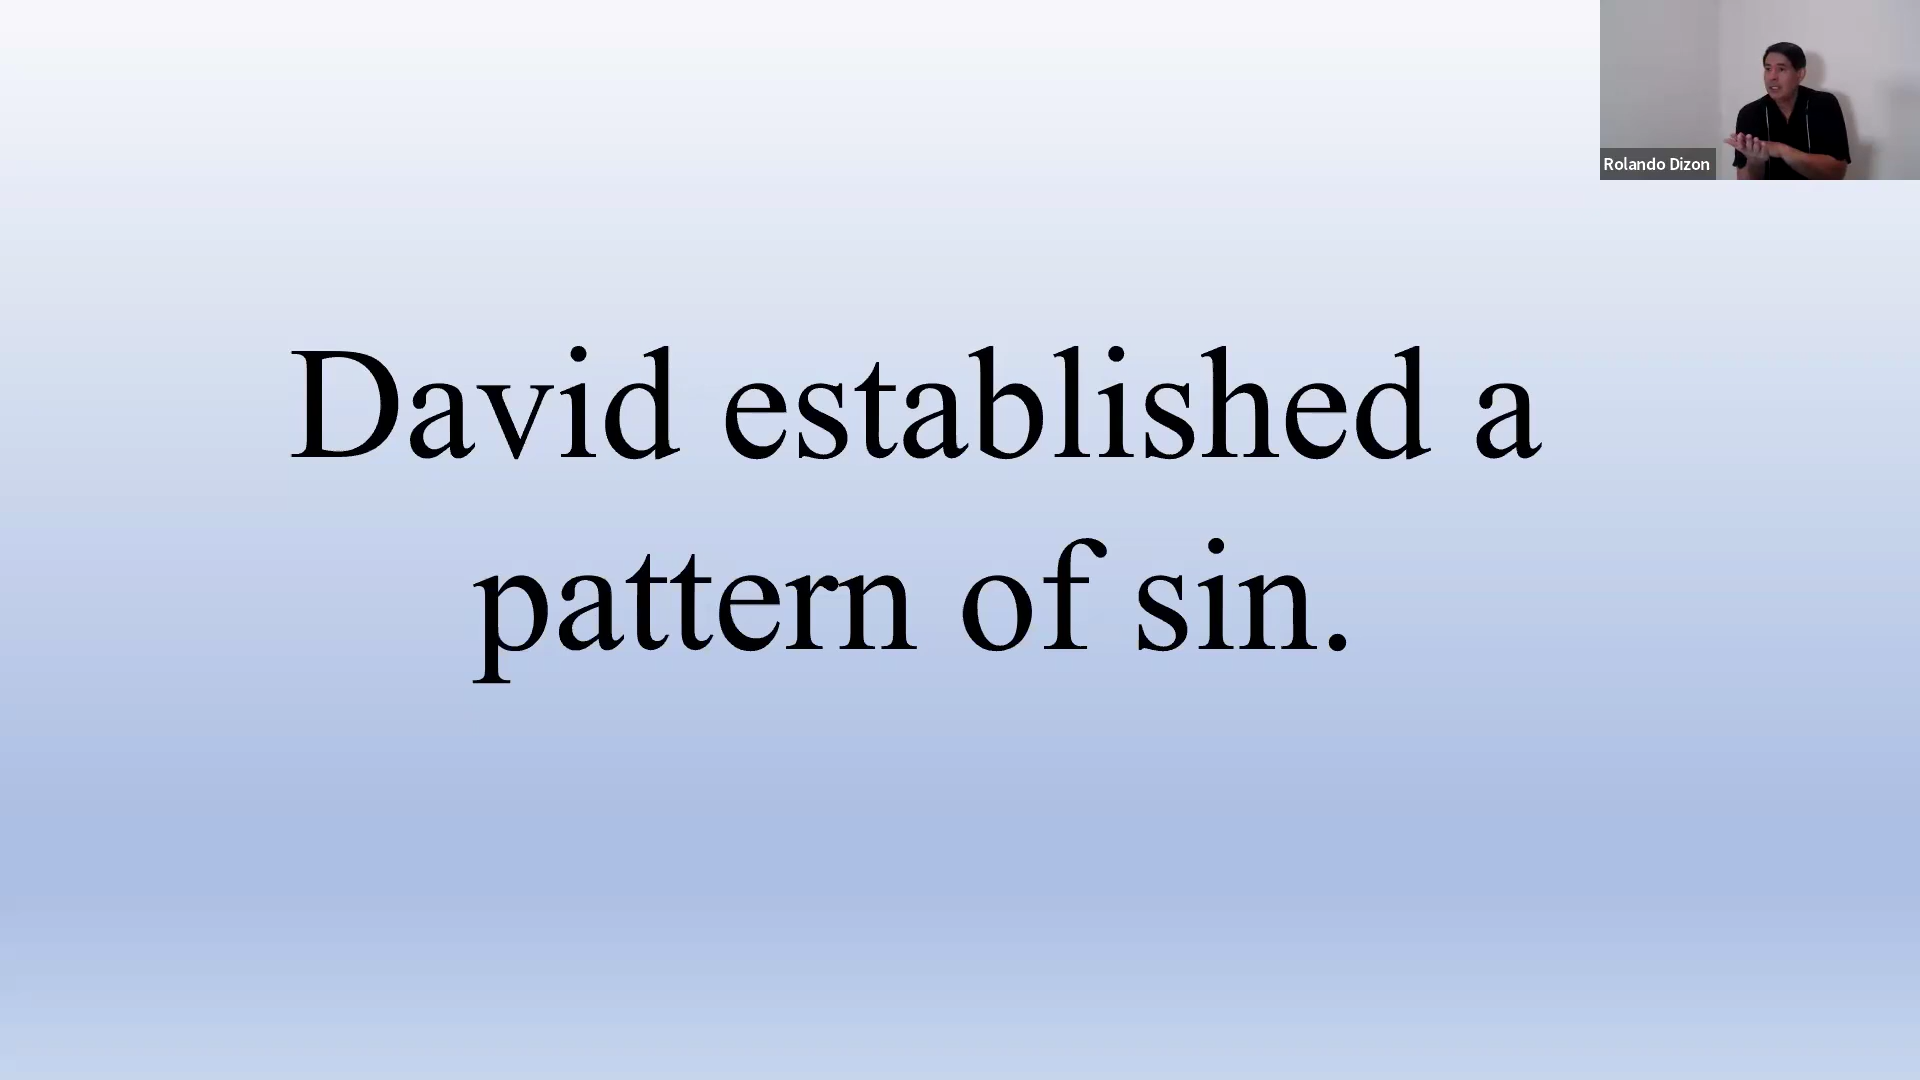 Rolando Dizon
David established a
pattern of sin.